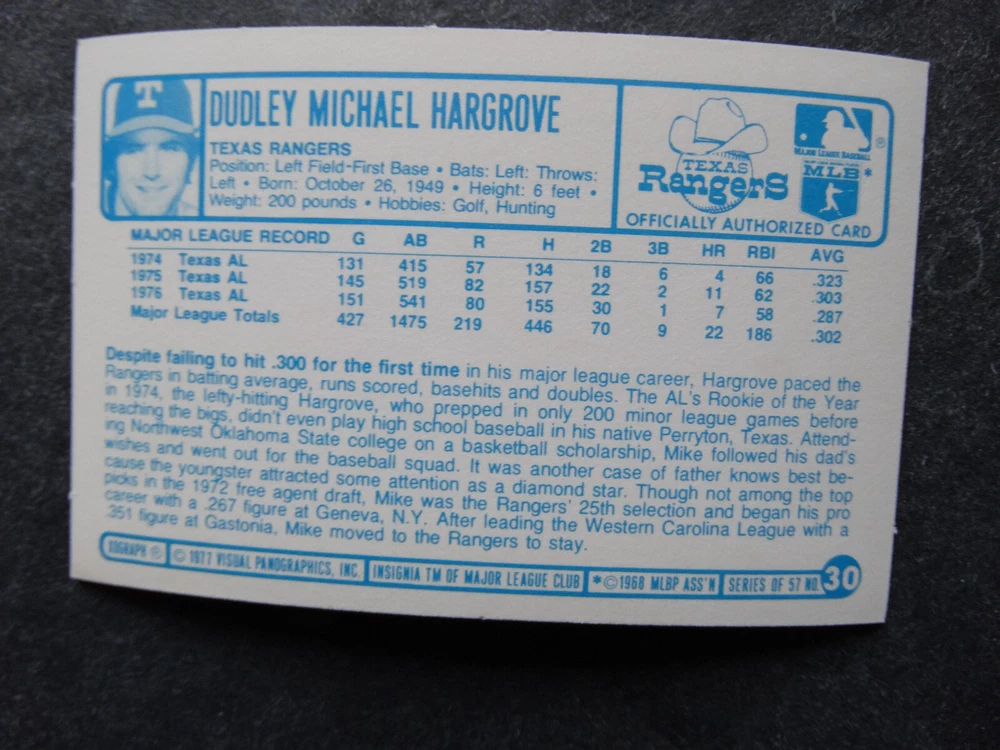 T
DUDLEY MICHAEL HARGROVE
TEXAS RANGERS
Position: Left Field-First Base • Bats: Left: Throws:
Left • Born: October 26, 1949 • Height: 6 feet •
Weight: 200 pounds • Hobbies: Golf, Hunting
TEXAS
Rangers
OFFICIALLY AUTHORIZED CARD
MAJOR LEAGUE BASEBALL ®
MLB*
MAJOR LEAGUE RECORD G AB R H 2B 3B HR RBI AVG
1974 Texas AL 131 415 57 134 18 6 4 66 .323
1975 Texas AL 145 519 82 157 22 2 11 62 .303
1976 Texas AL 151 541 80 155 30 1 7 58 .287
Major League Totals 427 1475 219 446 70 9 22 186 .302
Despite failing to hit .300 for the first time in his major league career, Hargrove paced the
Rangers in batting average, runs scored, basehits and doubles. The AL's Rookie of the Year
in 1974, the lefty-hitting Hargrove, who prepped in only 200 minor league games before
reaching the bigs, didn't even play high school baseball in his native Perryton, Texas. Attend-
ing Northwest Oklahoma State college on a basketball scholarship, Mike followed his dad's
wishes and went out for the baseball squad. It was another case of father knows best be-
cause the youngster attracted some attention as a diamond star. Though not among the top
picks in the 1972 free agent draft, Mike was the Rangers' 25th selection and began his pro
career with a .267 figure at Geneva, N.Y. After leading the Western Carolina League with a
.351 figure at Gastonia, Mike moved to the Rangers to stay.
XOGRAPH ® © 1977 VISUAL PANOGRAPHICS, INC. INSIGNIA TM OF MAJOR LEAGUE CLUB *©1968 MLBP ASS'N SERIES OF 57 NO. 30